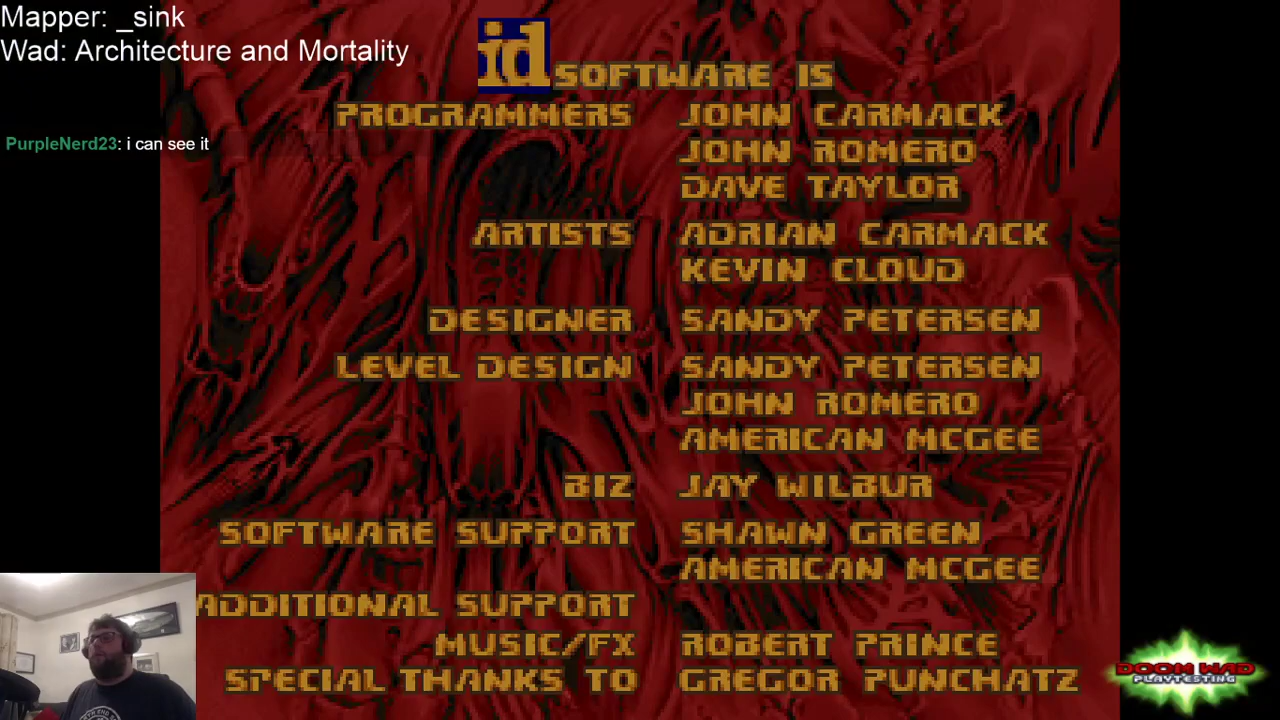 Mapper: _sink
Wad: Architecture and Mortality
PurpleNerd23: i can see it
id SOFTWARE IS
PROGRAMMERS JOHN CARMACK
JOHN ROMERO
DAVE TAYLOR
ARTISTS ADRIAN CARMACK
KEVIN CLOUD
DESIGNER SANDY PETERSEN
LEVEL DESIGN SANDY PETERSEN
JOHN ROMERO
AMERICAN MCGEE
BIZ JAY WILBUR
SOFTWARE SUPPORT SHAWN GREEN
AMERICAN MCGEE
ADDITIONAL SUPPORT
MUSIC/FX ROBERT PRINCE
SPECIAL THANKS TO GREGOR PUNCHATZ
DOOM WAD
PLAYTESTING